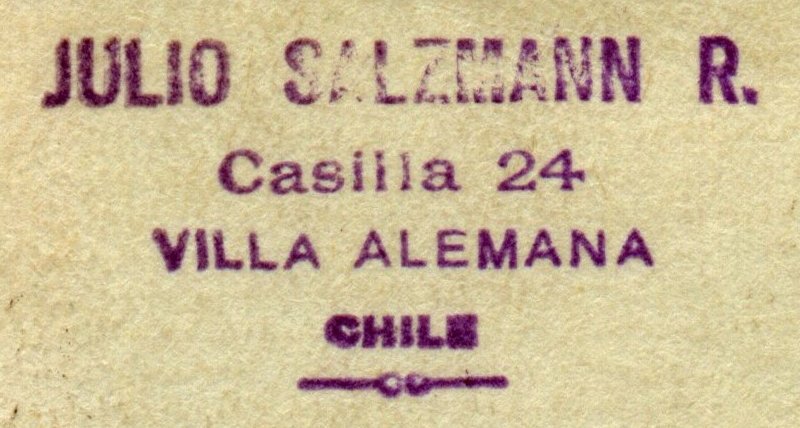 JULIO SALZMANN R.
Casilla 24
VILLA ALEMANA
CHILE